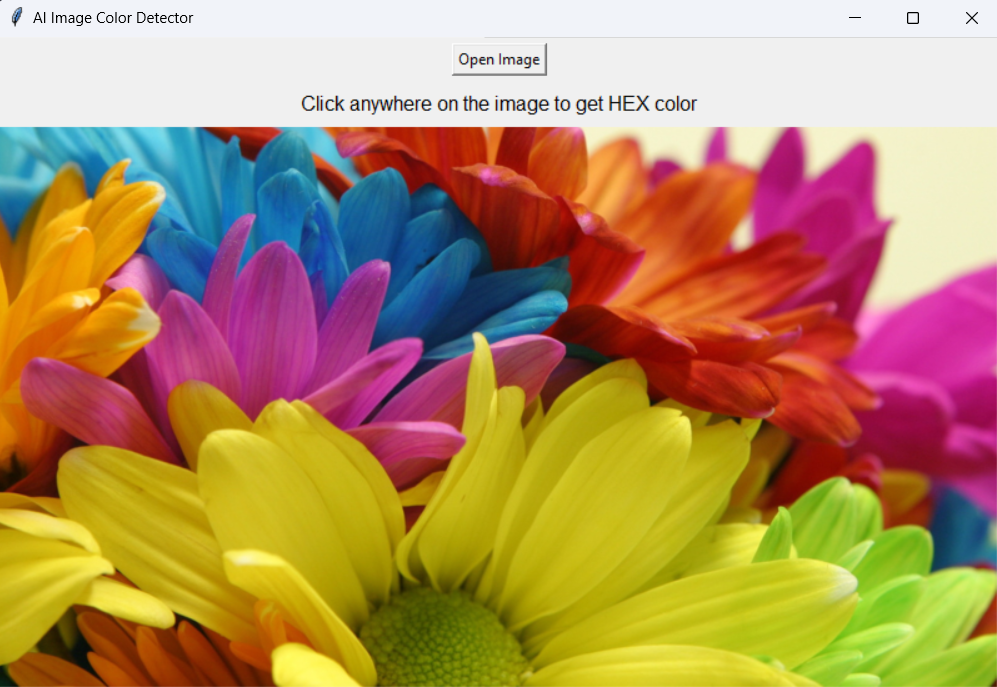 AI Image Color Detector
Open Image
Click anywhere on the image to get HEX color